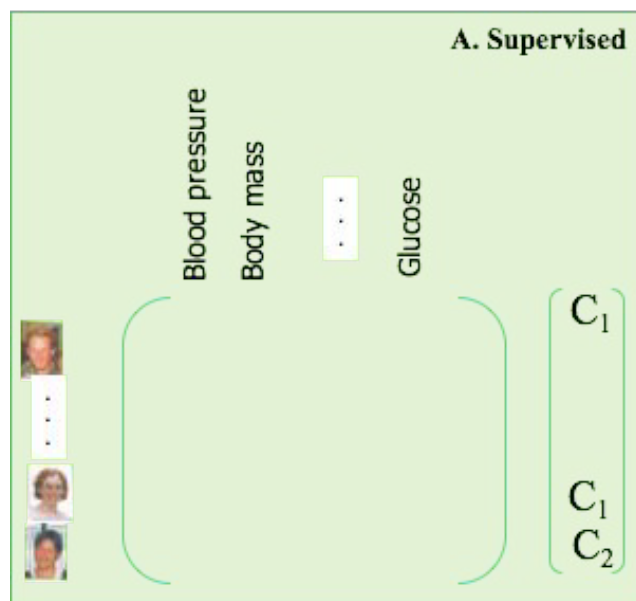 A. Supervised
Blood pressure
Body mass
. . .
Glucose
C₁
. . .
C₁
C₂